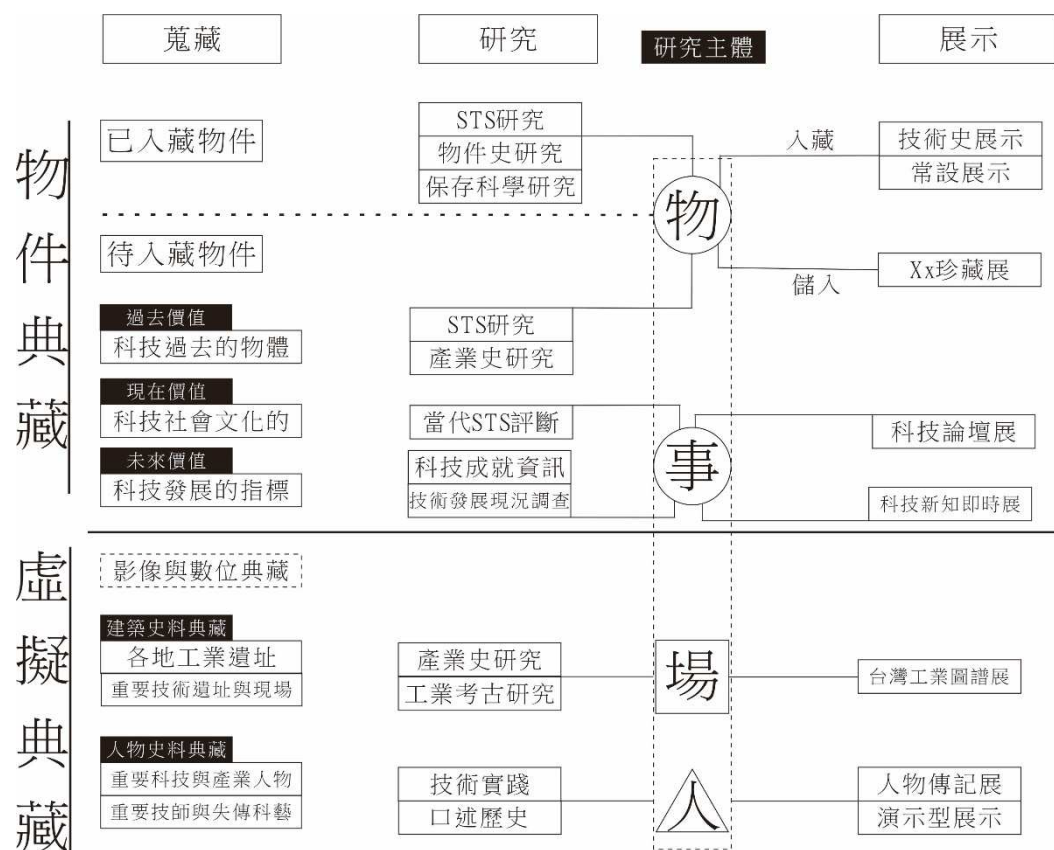 蒐藏
研究
研究主體
展示
物件典藏
已入藏物件
STS研究
物件史研究
保存科學研究
物
入藏
技術史展示
常設展示
待入藏物件
儲入
Xx珍藏展
過去價值
科技過去的物體
STS研究
產業史研究
現在價值
科技社會文化的
當代STS評斷
事
科技論壇展
未來價值
科技發展的指標
科技成就資訊
技術發展現況調查
科技新知即時展
虛擬典藏
影像與數位典藏
建築史料典藏
各地工業遺址
重要技術遺址與現場
產業史研究
工業考古研究
場
台灣工業圖譜展
人物史料典藏
重要科技與產業人物
重要技師與失傳科藝
技術實踐
口述歷史
人
人物傳記展
演示型展示